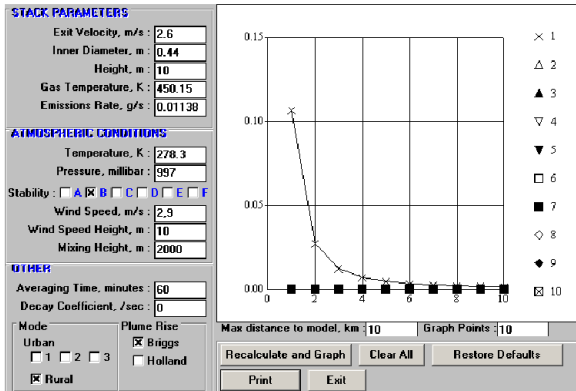 STACK PARAMETERS
Exit Velocity, m/s : 2.6
Inner Diameter, m : 0.44
Height, m : 10
Gas Temperature, K : 450.15
Emissions Rate, g/s : 0.01138
ATMOSPHERIC CONDITIONS
Temperature, K : 278.3
Pressure, millibar : 997
Stability : A B C D E F
Wind Speed, m/s : 2.9
Wind Speed Height, m : 10
Mixing Height, m : 2000
OTHER
Averaging Time, minutes : 60
Decay Coefficient, /sec : 0
Mode
Urban
1 2 3
Rural
Plume Rise
Briggs
Holland
0.15
0.10
0.05
0.00
0 2 4 6 8 10
1
2
3
4
5
6
7
8
9
10
Max distance to model, km : 10 Graph Points : 10
Recalculate and Graph Clear All Restore Defaults
Print Exit